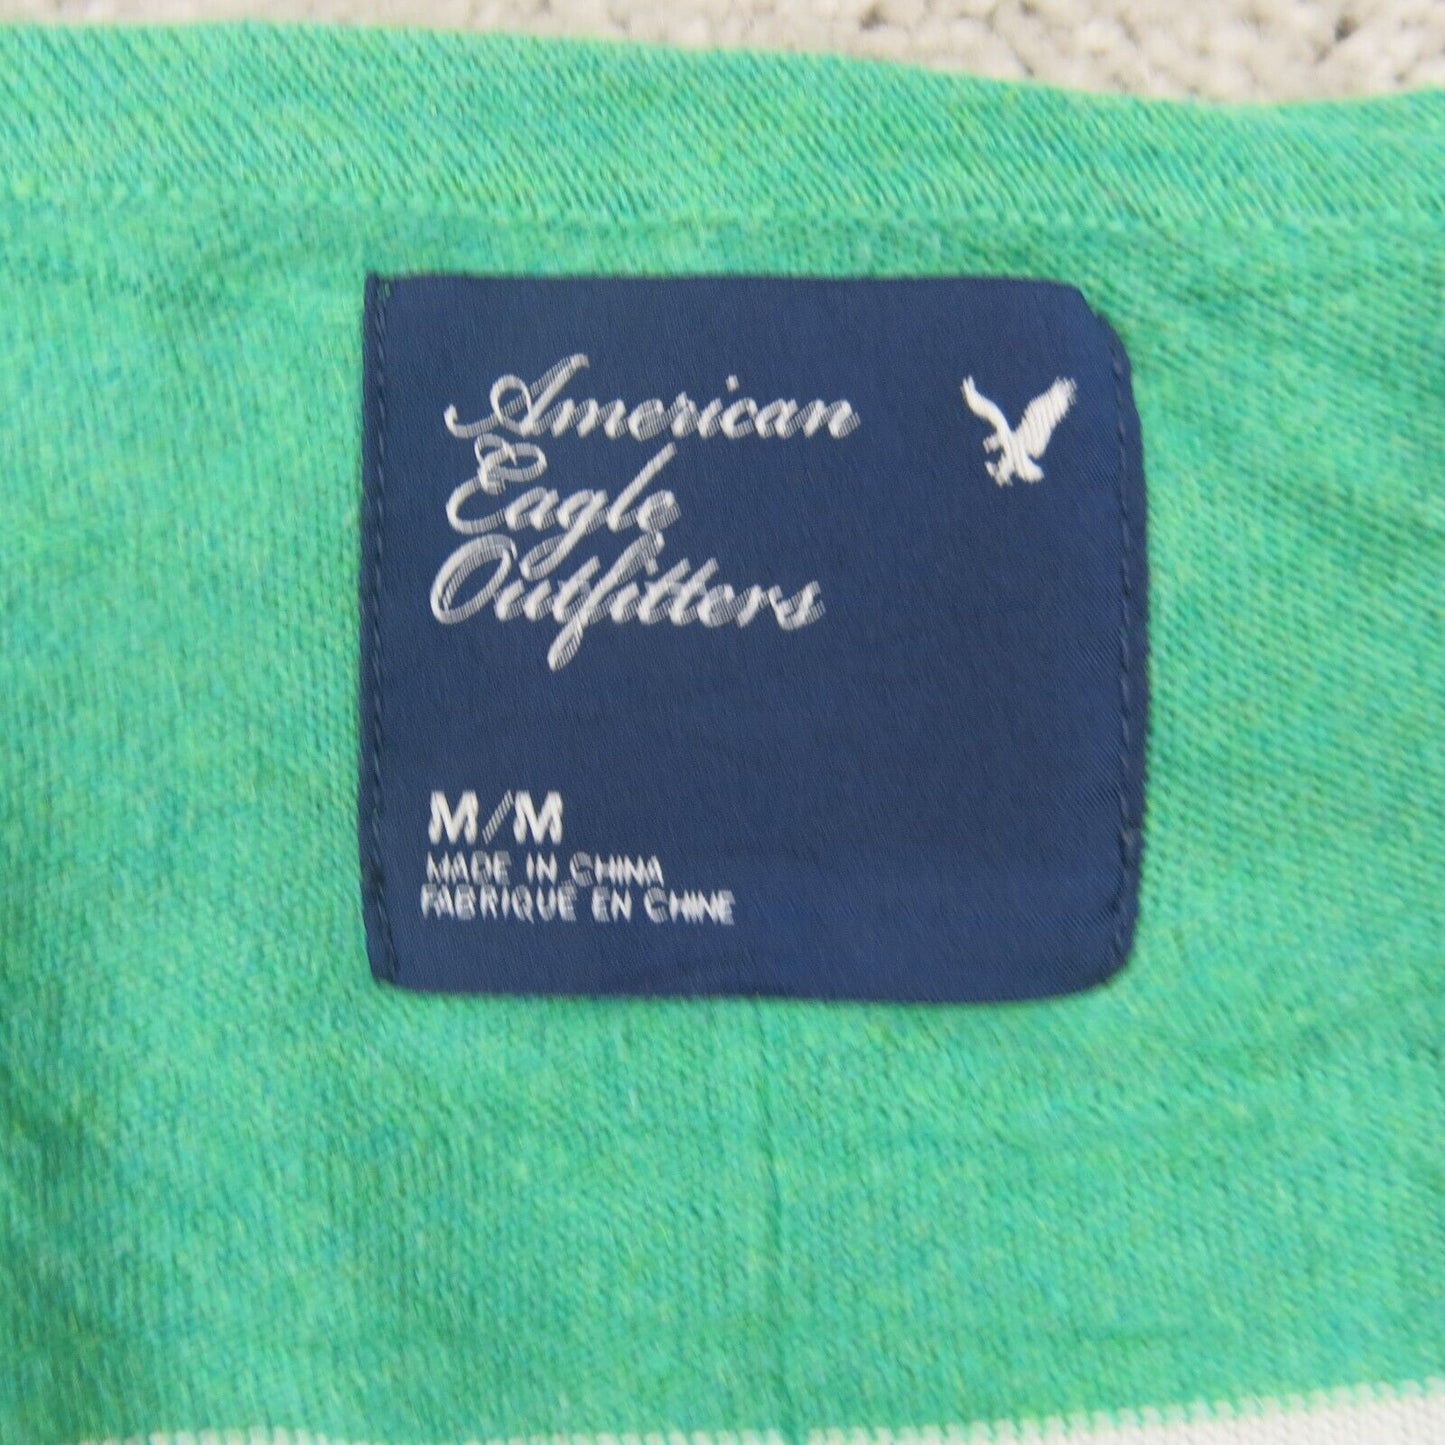 American
Eagle
Outfitters
M/M
MADE IN CHINA
FABRIQUE EN CHINE